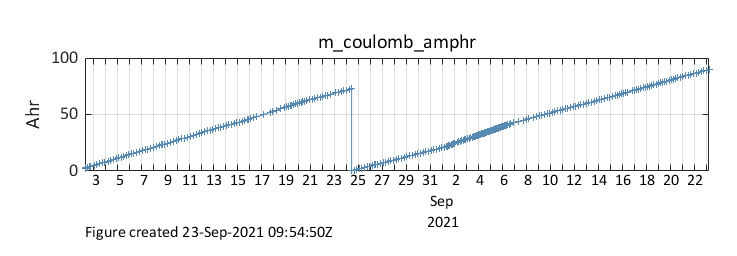 m_coulomb_amphr
100
50
0
Ahr
3 5 7 9 11 13 15 17 19 21 23 25 27 29 31 2 4 6 8 10 12 14 16 18 20 22
Sep
2021
Figure created 23-Sep-2021 09:54:50Z